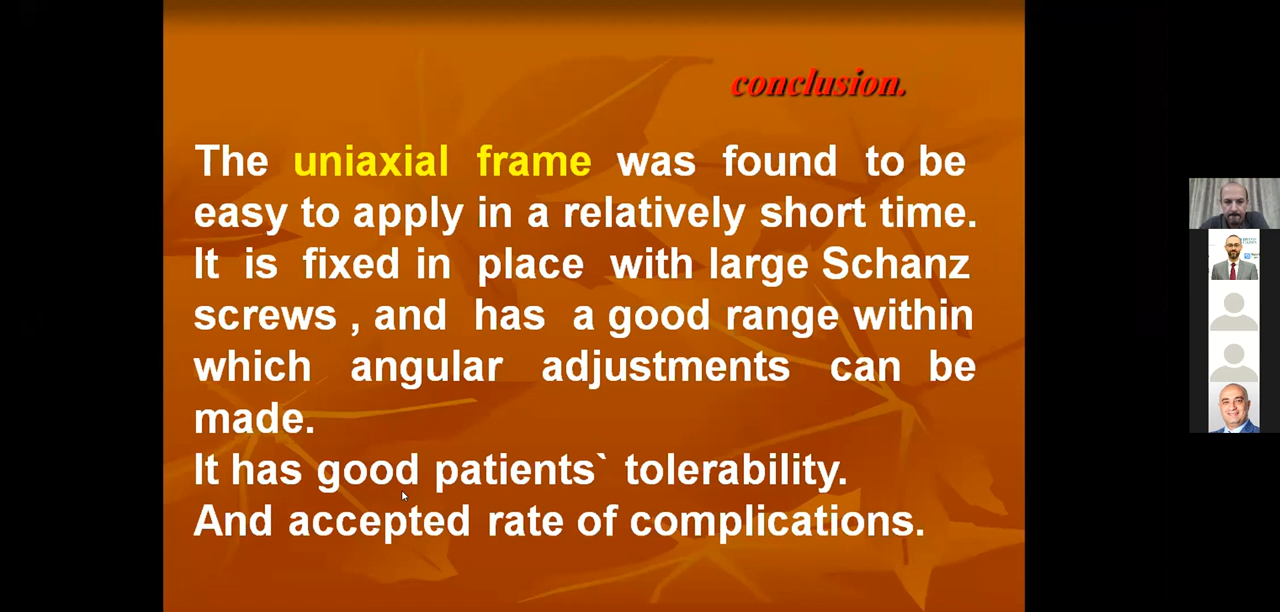 conclusion.
The uniaxial frame was found to be
easy to apply in a relatively short time.
It is fixed in place with large Schanz
screws , and has a good range within
which angular adjustments can be
made.
It has good patients` tolerability.
And accepted rate of complications.